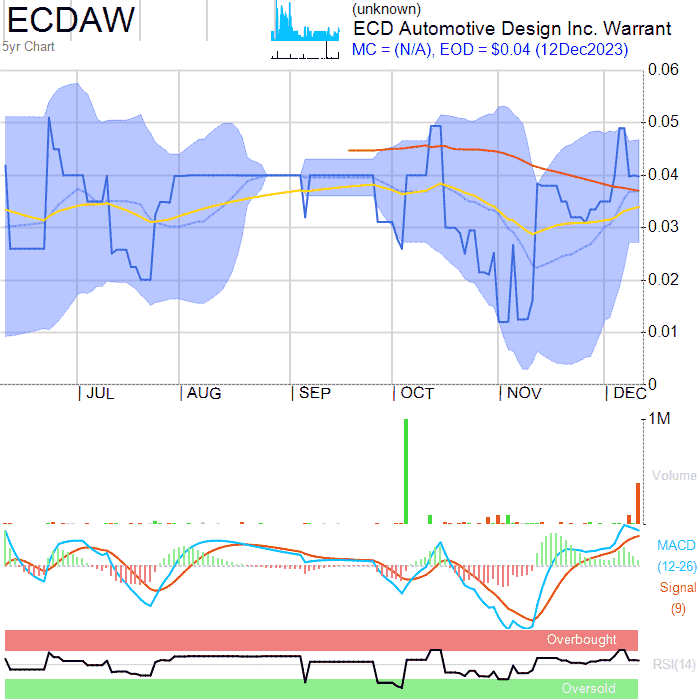 ECDAW
5yr Chart
(unknown)
ECD Automotive Design Inc. Warrant
MC = (N/A), EOD = $0.04 (12Dec2023)
0.06
0.05
0.04
0.03
0.02
0.01
0
| JUL | AUG | SEP | OCT | NOV | DEC
1M
Volume
MACD
(12-26)
Signal
(9)
Overbought
RSI(14)
Oversold